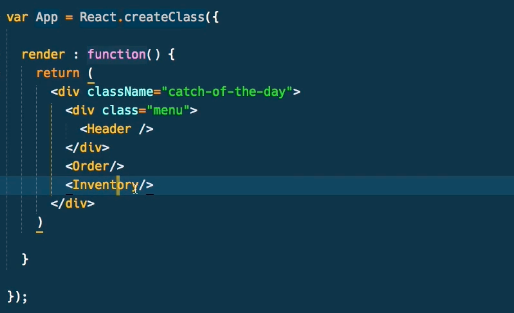 var App = React.createClass({
render : function() {
return (
<div className="catch-of-the-day">
<div class="menu">
<Header />
</div>
<Order/>
<Inventory/>
</div>
)
}
});